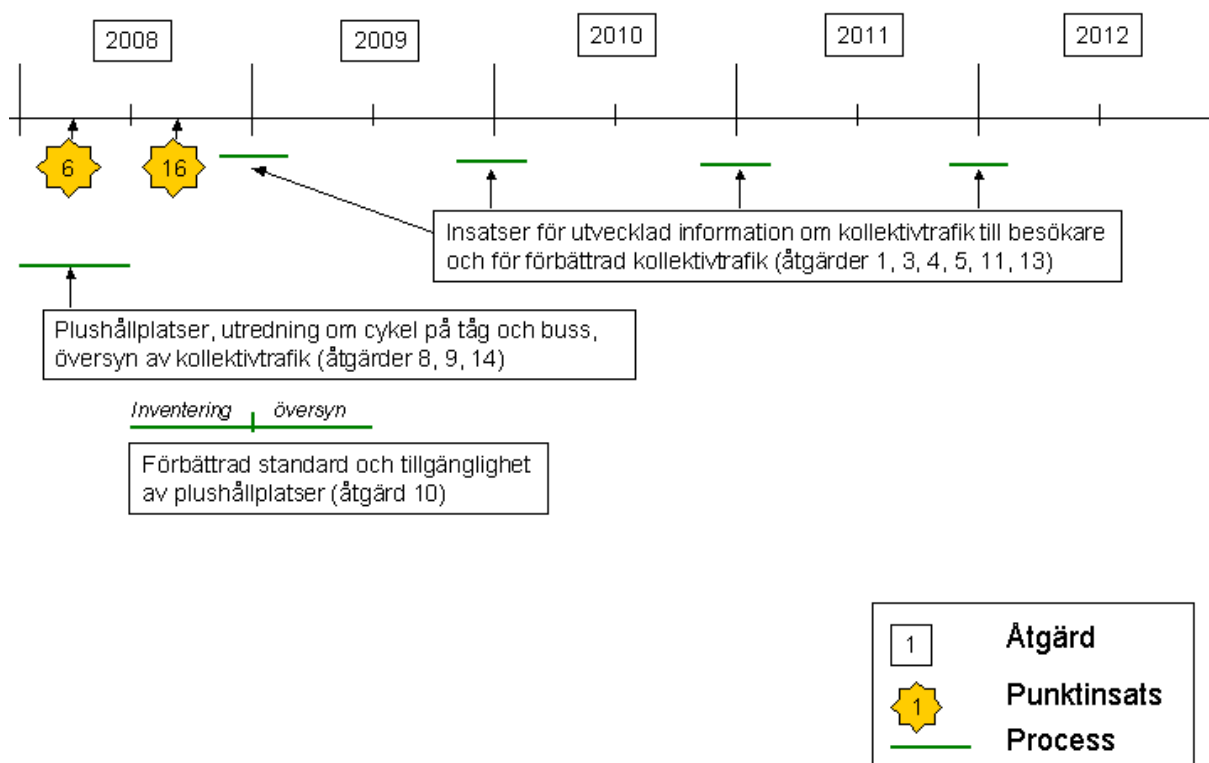 2008
2009
2010
2011
2012
6
16
Insatser för utvecklad information om kollektivtrafik till besökare
och för förbättrad kollektivtrafik (åtgärder 1, 3, 4, 5, 11, 13)
Plushållplatser, utredning om cykel på tåg och buss,
översyn av kollektivtrafik (åtgärder 8, 9, 14)
Inventering översyn
Förbättrad standard och tillgänglighet
av plushållplatser (åtgärd 10)
1 Åtgärd
1 Punktinsats
Process